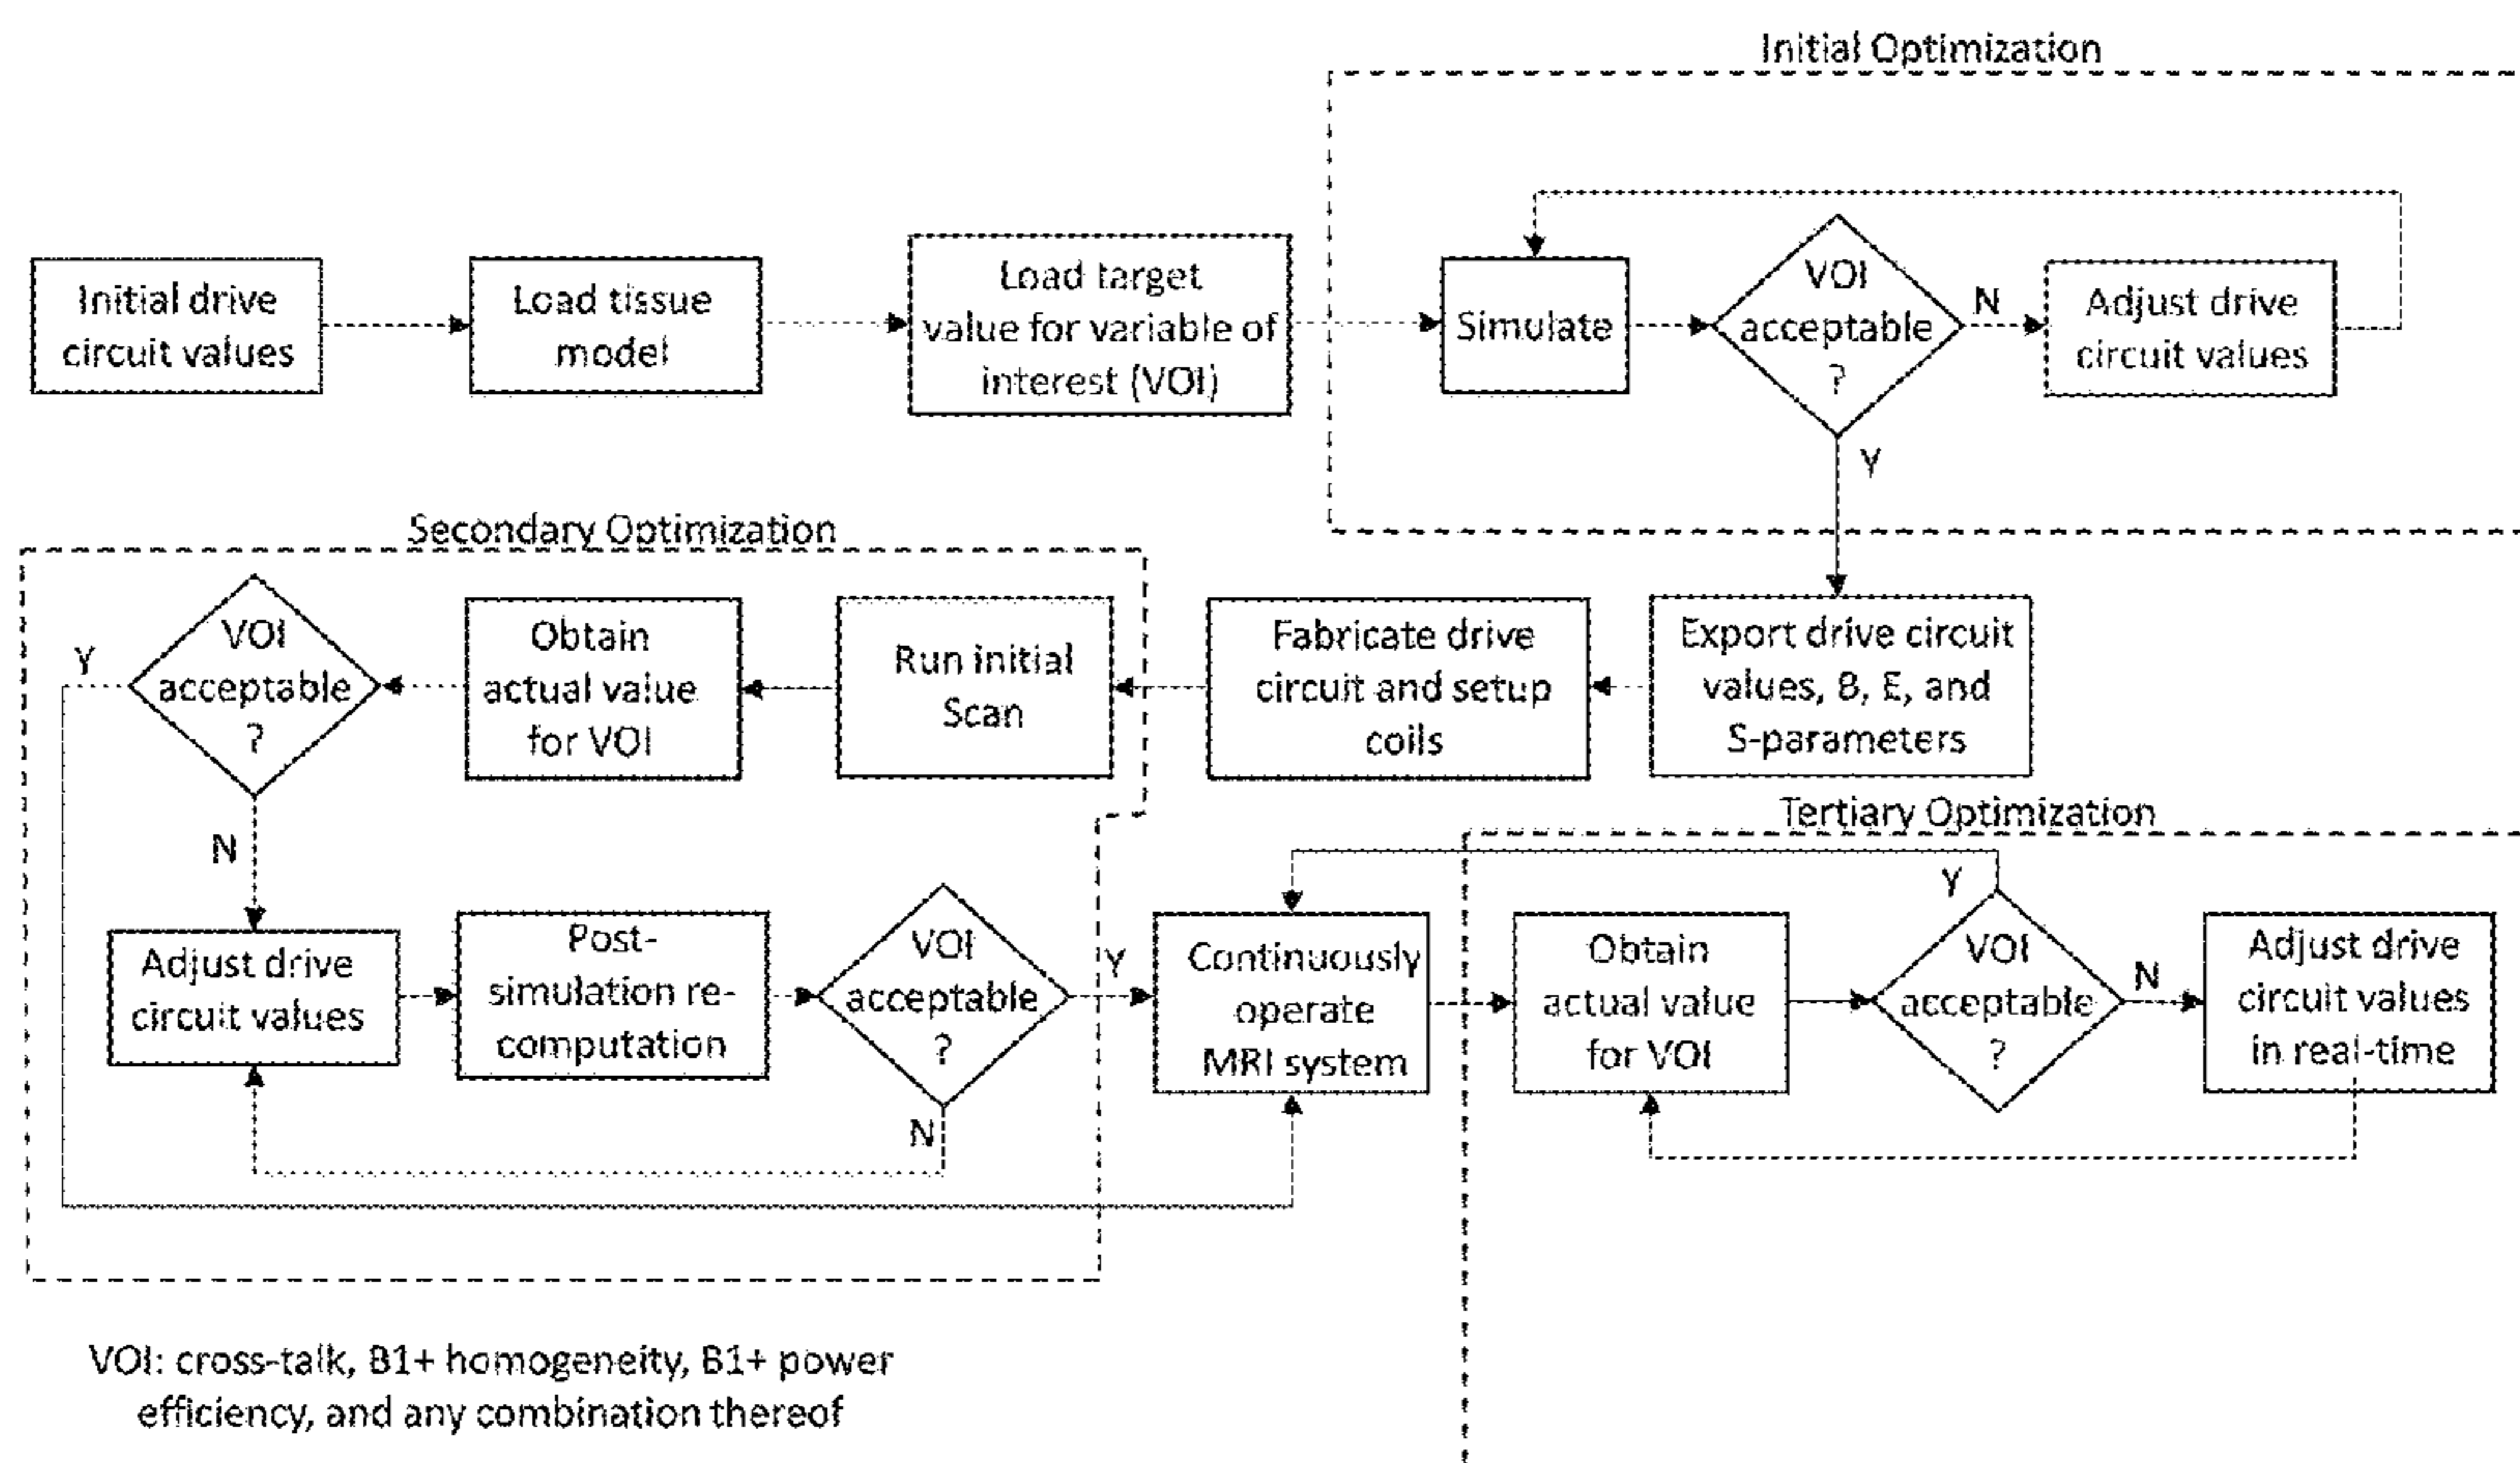 Initial Optimization
Initial drive
circuit values
Load tissue
model
Load target
value for variable of
interest (VOI)
Simulate
VOI
acceptable
?
N
Adjust drive
circuit values
Y
Secondary Optimization
Y
VOI
acceptable
?
Obtain
actual value
for VOI
Run initial
Scan
Fabricate drive
circuit and setup
coils
Export drive circuit
values, B, E, and
S-parameters
N
Tertiary Optimization
Adjust drive
circuit values
Post-
simulation re-
computation
VOI
acceptable
?
Y
N
Continuously
operate
MRI system
Obtain
actual value
for VOI
Y
VOI
acceptable
?
N
Adjust drive
circuit values
in real-time
VOI: cross-talk, B1+ homogeneity, B1+ power
efficiency, and any combination thereof